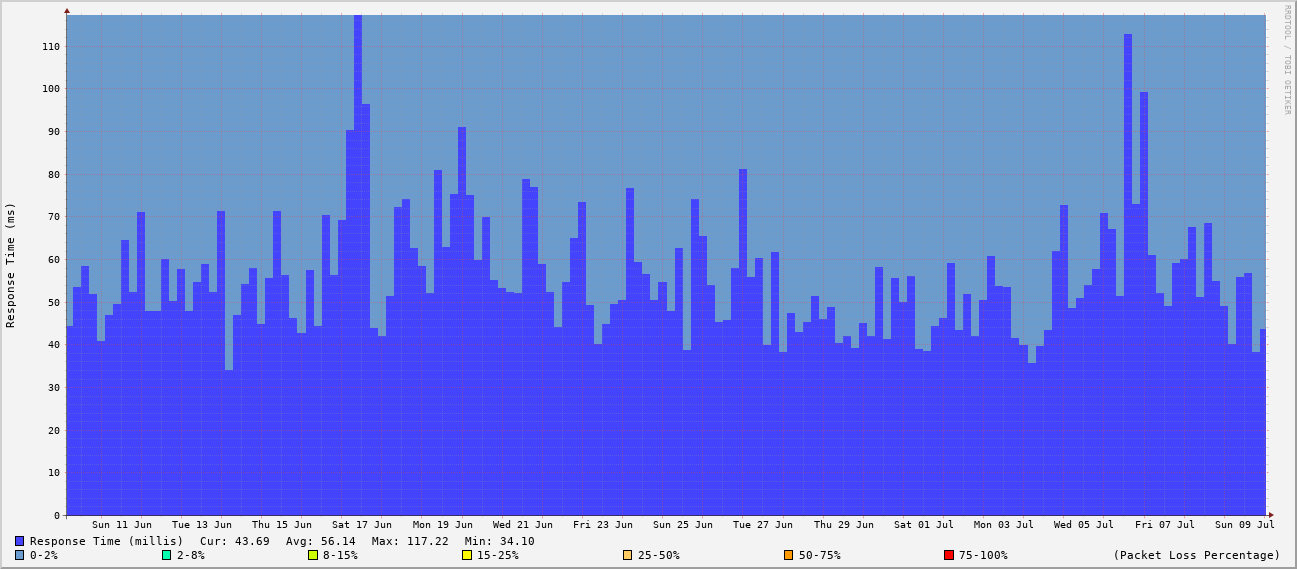 RRDTOOL / TOBI OETIKER
Response Time (ms)
110
100
90
80
70
60
50
40
30
20
10
0
Sun 11 Jun Tue 13 Jun Thu 15 Jun Sat 17 Jun Mon 19 Jun Wed 21 Jun Fri 23 Jun Sun 25 Jun Tue 27 Jun Thu 29 Jun Sat 01 Jul Mon 03 Jul Wed 05 Jul Fri 07 Jul Sun 09 Jul
Response Time (millis) Cur: 43.69 Avg: 56.14 Max: 117.22 Min: 34.10
0-2% 2-8% 8-15% 15-25% 25-50% 50-75% 75-100% (Packet Loss Percentage)